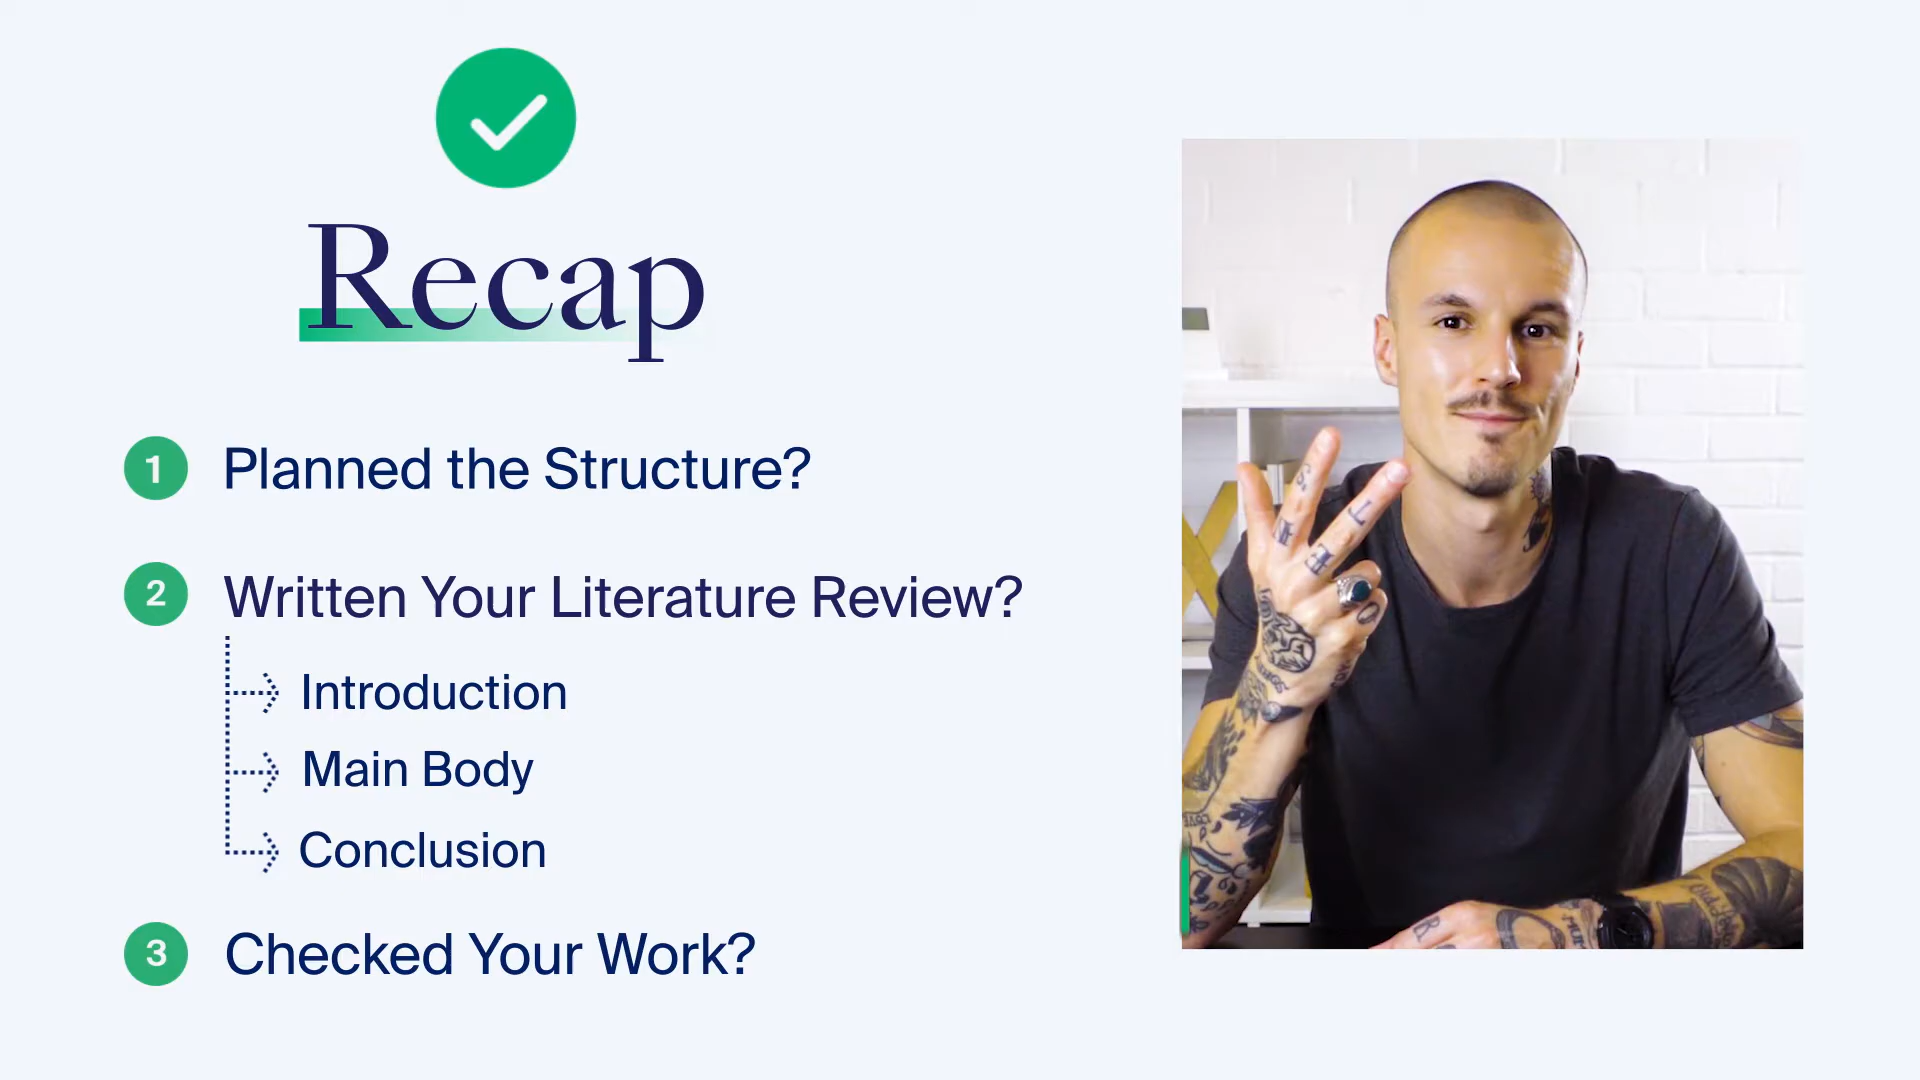 Recap
1 Planned the Structure?
2 Written Your Literature Review?
Introduction
Main Body
Conclusion
3 Checked Your Work?